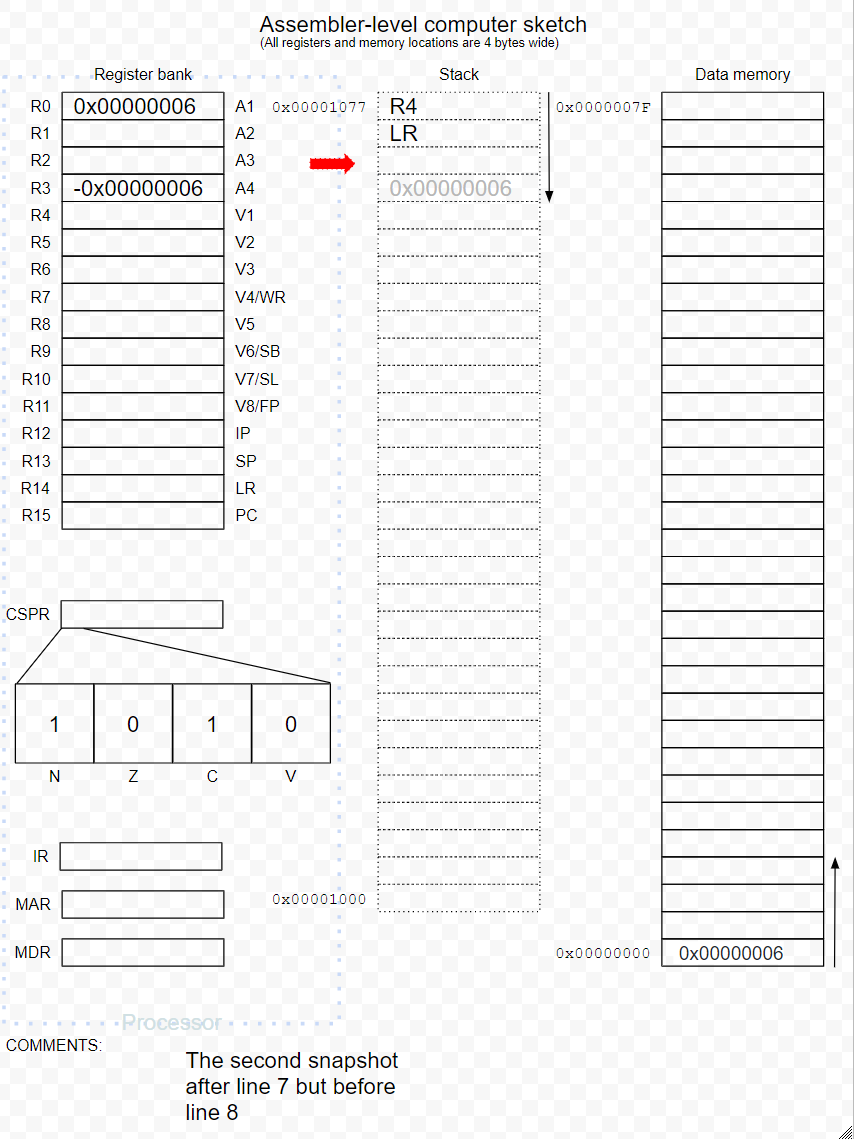 Assembler-level computer sketch
(All registers and memory locations are 4 bytes wide)
Register bank
Stack
Data memory
R0 0x00000006 A1 0x00001077 R4 0x0000007F
R1 A2 LR
R2 A3
R3 -0x00000006 A4 0x00000006
R4 V1
R5 V2
R6 V3
R7 V4/WR
R8 V5
R9 V6/SB
R10 V7/SL
R11 V8/FP
R12 IP
R13 SP
R14 LR
R15 PC
CSPR
1 0 1 0
N Z C V
IR
MAR 0x00001000
MDR 0x00000000 0x00000006
Processor
COMMENTS:
The second snapshot
after line 7 but before
line 8